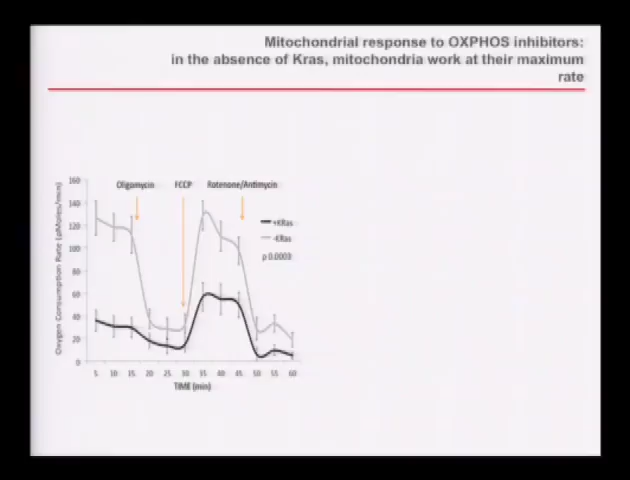 Mitochondrial response to OXPHOS inhibitors:
in the absence of Kras, mitochondria work at their maximum
rate
Oligomycin FCCP Rotenone/Antimycin
+KRas
-KRas
p 0.0003
Oxygen Consumption Rate (pMoles/min)
160
140
120
100
80
60
40
20
0
5 10 15 20 25 30 35 40 45 50 55 60
TIME (min)